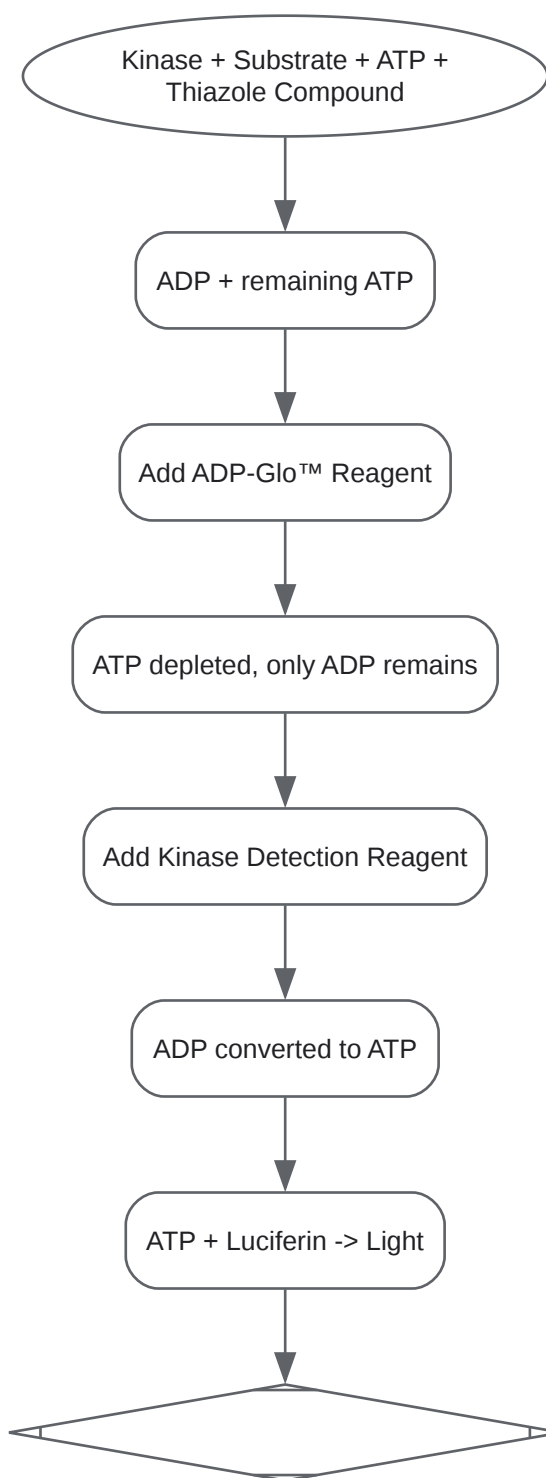 Kinase + Substrate + ATP +
Thiazole Compound
ADP + remaining ATP
Add ADP-Glo™ Reagent
ATP depleted, only ADP remains
Add Kinase Detection Reagent
ADP converted to ATP
ATP + Luciferin -> Light